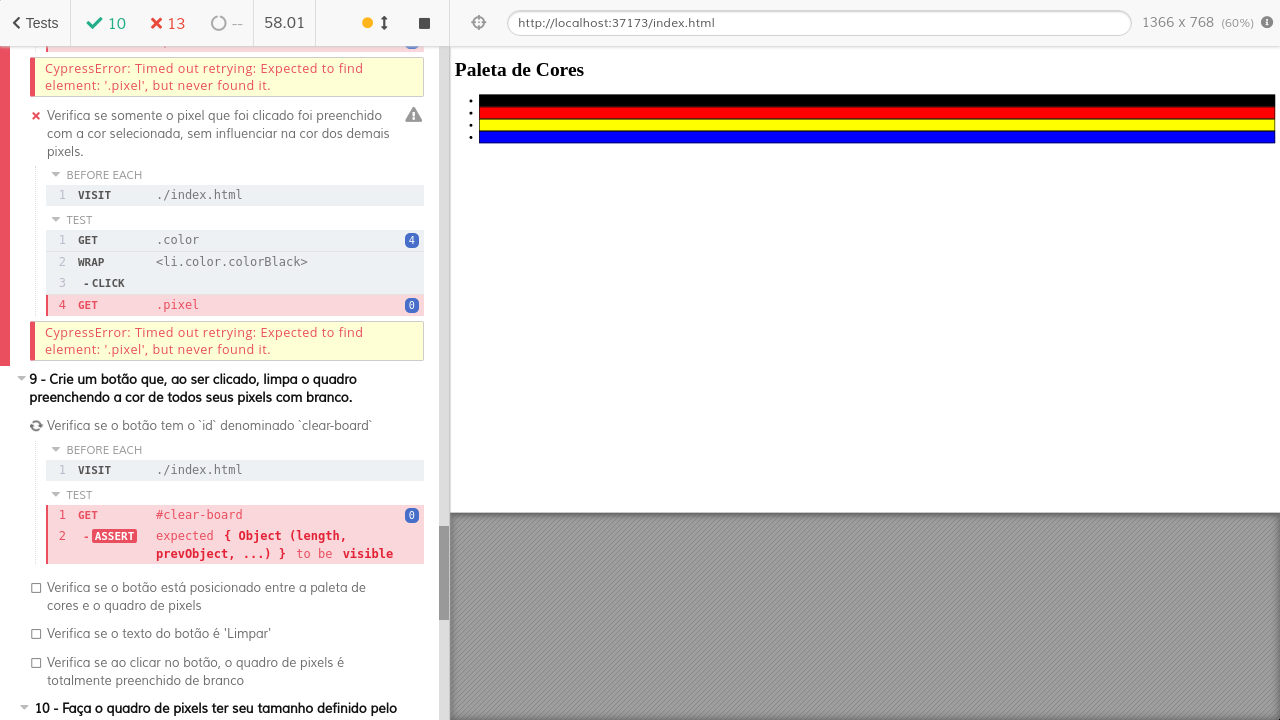 Tests
10
13
--
58.01
http://localhost:37173/index.html
1366 x 768 (60%)
CypressError: Timed out retrying: Expected to find
element: '.pixel', but never found it.
Verifica se somente o pixel que foi clicado foi preenchido
com a cor selecionada, sem influenciar na cor dos demais
pixels.
BEFORE EACH
1 VISIT ./index.html
TEST
1 GET .color 4
2 WRAP <li.color.colorBlack>
3 - CLICK
4 GET .pixel 0
CypressError: Timed out retrying: Expected to find
element: '.pixel', but never found it.
9 - Crie um botão que, ao ser clicado, limpa o quadro
preenchendo a cor de todos seus pixels com branco.
Verifica se o botão tem o `id` denominado `clear-board`
BEFORE EACH
1 VISIT ./index.html
TEST
1 GET #clear-board 0
2 - ASSERT expected { Object (length,
prevObject, ...) } to be visible
Verifica se o botão está posicionado entre a paleta de
cores e o quadro de pixels
Verifica se o texto do botão é 'Limpar'
Verifica se ao clicar no botão, o quadro de pixels é
totalmente preenchido de branco
10 - Faça o quadro de pixels ter seu tamanho definido pelo
Paleta de Cores